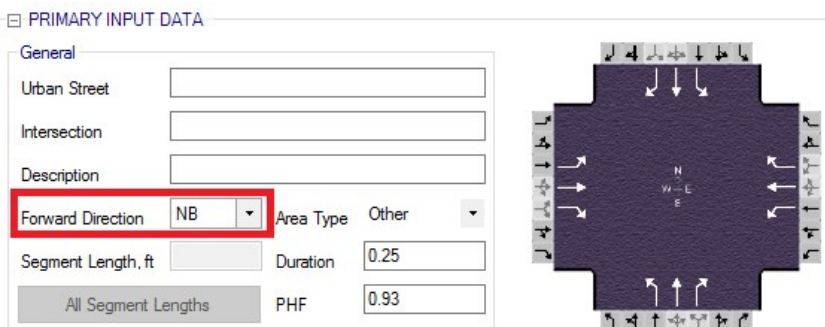 PRIMARY INPUT DATA
General
Urban Street
Intersection
Description
Forward Direction NB Area Type Other
Segment Length, ft Duration 0.25
All Segment Lengths PHF 0.93
N
W E
S